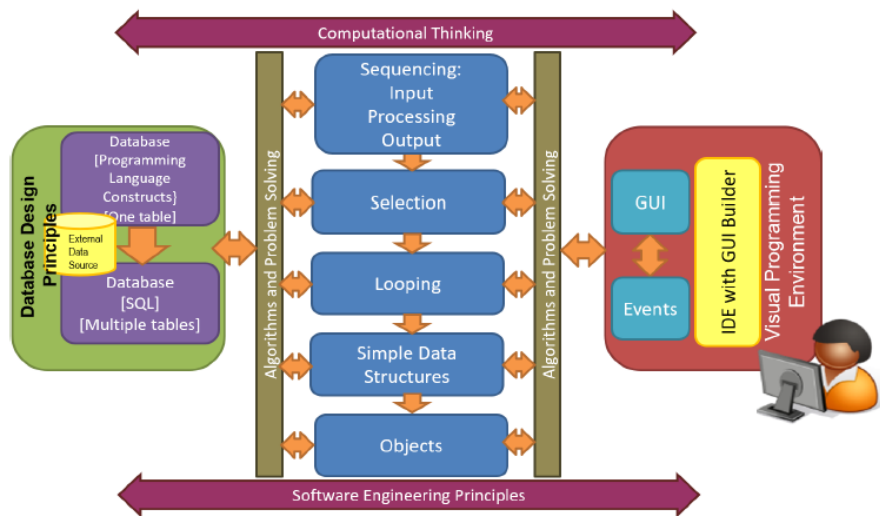 Computational Thinking
Database Design
Principles
Database
[Programming
Language
Constructs}
[One table]
External
Data
Source
Database
[SQL]
[Multiple tables]
Algorithms and Problem Solving
Sequencing:
Input
Processing
Output
Selection
Looping
Simple Data
Structures
Objects
Algorithms and Problem Solving
GUI
Events
IDE with GUI Builder
Visual Programming
Environment
Software Engineering Principles